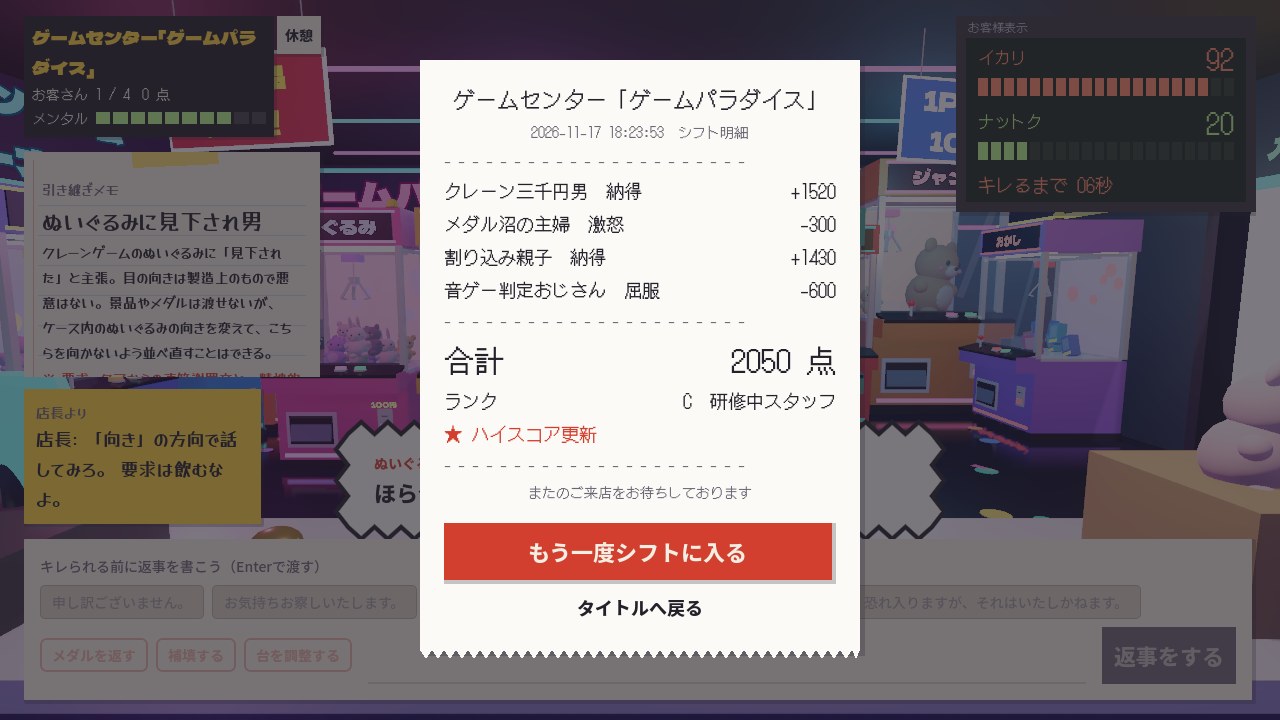 ゲームセンター「ゲームパラダイス」
休憩
お客さん 1/4 0点
メンタル
引き継ぎメモ
ぬいぐるみに見下され男
クレーンゲームのぬいぐるみに「見下され
た」と主張。目の向きは製造上のもので悪
意はない。景品やメダルは渡せないが、
ケース内のぬいぐるみの向きを変えて、こち
らを向かないよう並べ直すことはできる。
店長より
店長: 「向き」の方向で話
してみろ。 要求は飲むな
よ。
お客様表示
イカリ 92
ナットク 20
キレるまで 06秒
1P
ジャン
ぐるみ
おかし
100円
ぬいぐ
ほら
ゲームセンター「ゲームパラダイス」
2026-11-17 18:23:53 シフト明細
クレーン三千円男 納得 +1520
メダル沼の主婦 激怒 -300
割り込み親子 納得 +1430
音ゲー判定おじさん 屈服 -600
合計 2050 点
ランク C 研修中スタッフ
★ ハイスコア更新
またのご来店をお待ちしております
もう一度シフトに入る
タイトルへ戻る
キレられる前に返事を書こう（Enterで渡す）
申し訳ございません。
お気持ちお察しいたします。
恐れ入りますが、それはいたしかねます。
メダルを返す
補填する
台を調整する
返事をする